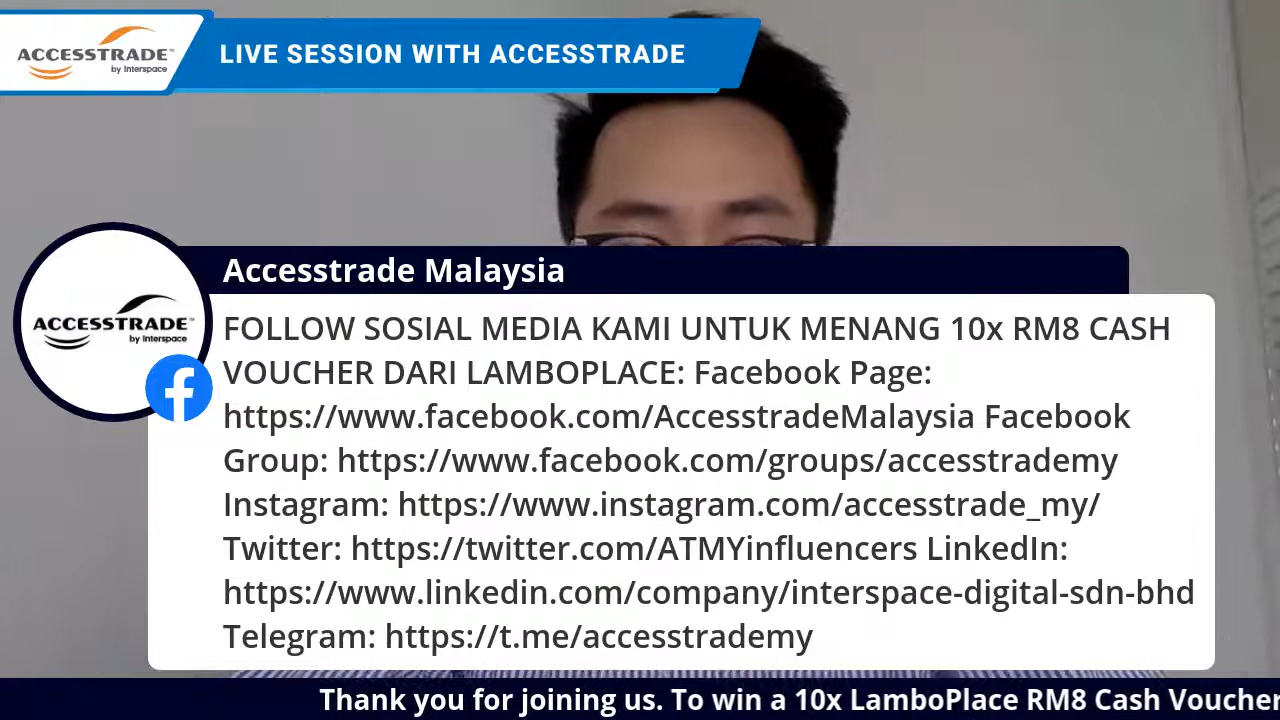 ACCESSTRADE™
by Interspace
LIVE SESSION WITH ACCESSTRADE
Accesstrade Malaysia
ACCESSTRADE™
by Interspace
FOLLOW SOSIAL MEDIA KAMI UNTUK MENANG 10x RM8 CASH
VOUCHER DARI LAMBOPLACE: Facebook Page:
https://www.facebook.com/AccesstradeMalaysia Facebook
Group: https://www.facebook.com/groups/accesstrademy
Instagram: https://www.instagram.com/accesstrade_my/
Twitter: https://twitter.com/ATMYinfluencers LinkedIn:
https://www.linkedin.com/company/interspace-digital-sdn-bhd
Telegram: https://t.me/accesstrademy
Thank you for joining us. To win a 10x LamboPlace RM8 Cash Voucher